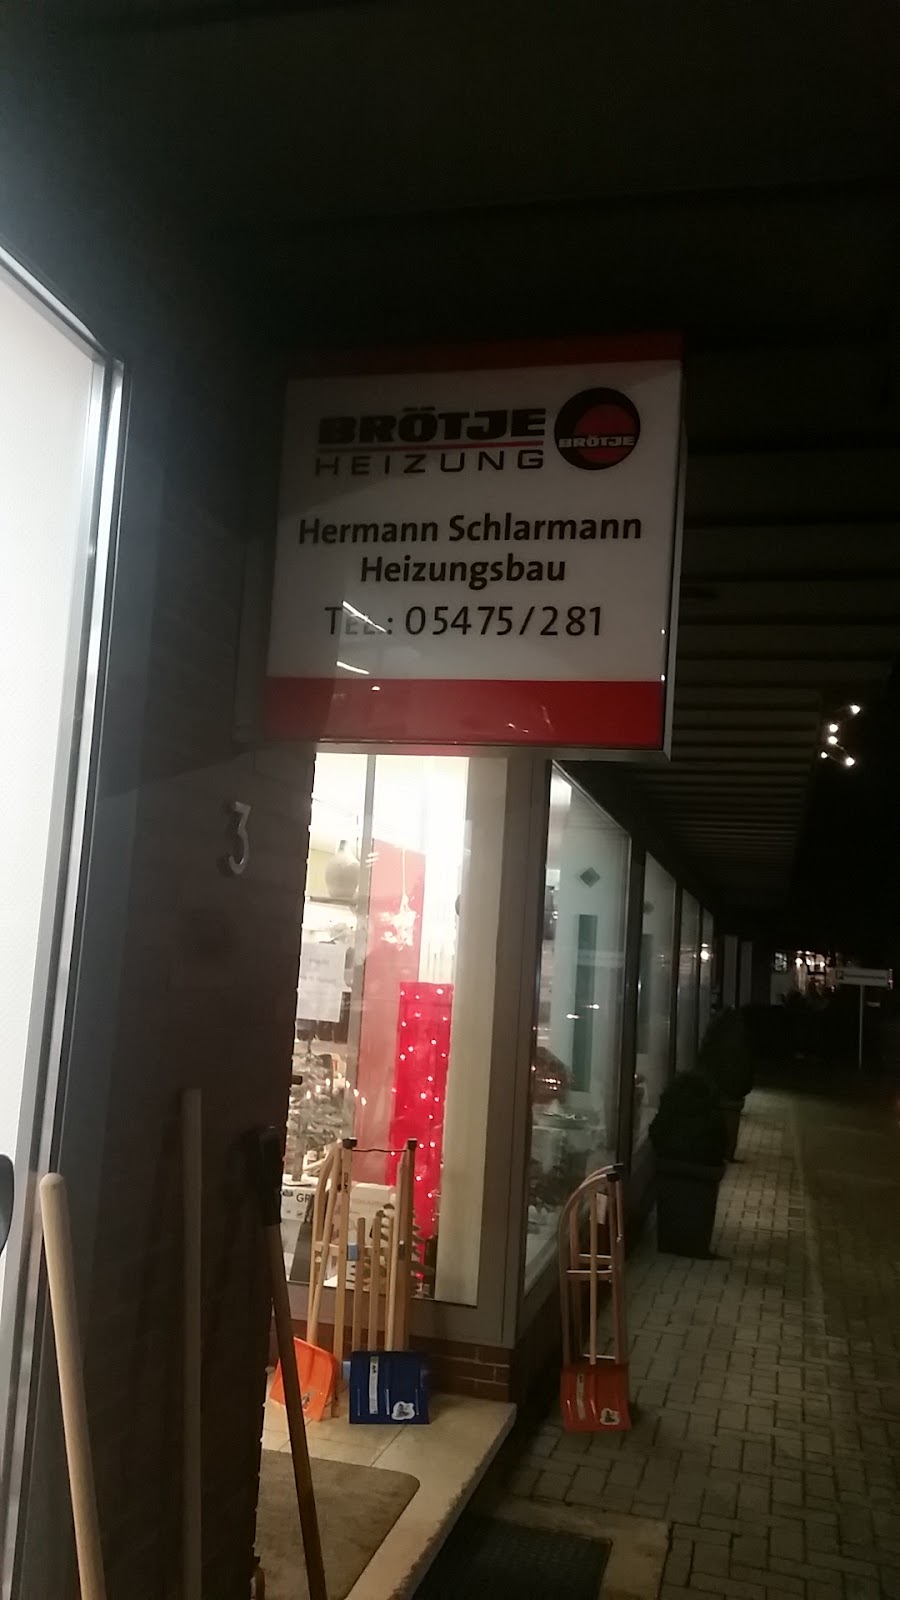 BRÖTJE
HEIZUNG
BRÖTJE
Hermann Schlarmann
Heizungsbau
TEL.: 05475/281
3